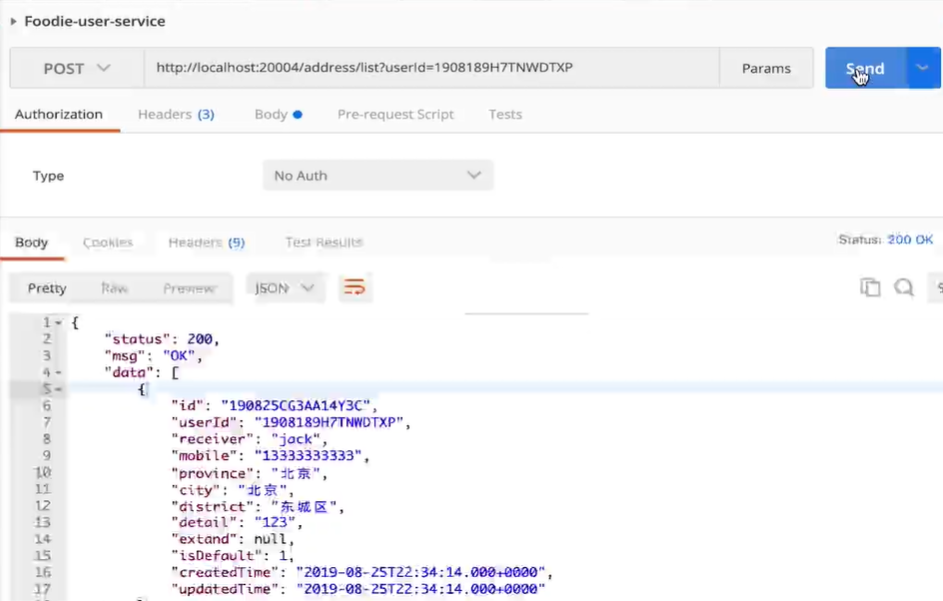 Foodie-user-service
POST http://localhost:20004/address/list?userId=1908189H7TNWDTXP Params Send
Authorization Headers (3) Body Pre-request Script Tests
Type No Auth
Body Cookies Headers (9) Test Results Status: 200 OK
Pretty Raw Preview JSON
1 {
2 "status": 200,
3 "msg": "OK",
4 "data": [
5 {
6 "id": "190825CG3AA14Y3C",
7 "userId": "1908189H7TNWDTXP",
8 "receiver": "jack",
9 "mobile": "13333333333",
10 "province": "北京",
11 "city": "北京",
12 "district": "东城区",
13 "detail": "123",
14 "extand": null,
15 "isDefault": 1,
16 "createdTime": "2019-08-25T22:34:14.000+0000",
17 "updatedTime": "2019-08-25T22:34:14.000+0000"